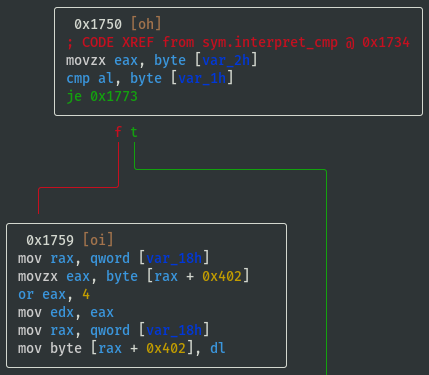 0x1750 [oh]
; CODE XREF from sym.interpret_cmp @ 0x1734
movzx eax, byte [var_2h]
cmp al, byte [var_1h]
je 0x1773
f t
0x1759 [oi]
mov rax, qword [var_18h]
movzx eax, byte [rax + 0x402]
or eax, 4
mov edx, eax
mov rax, qword [var_18h]
mov byte [rax + 0x402], dl